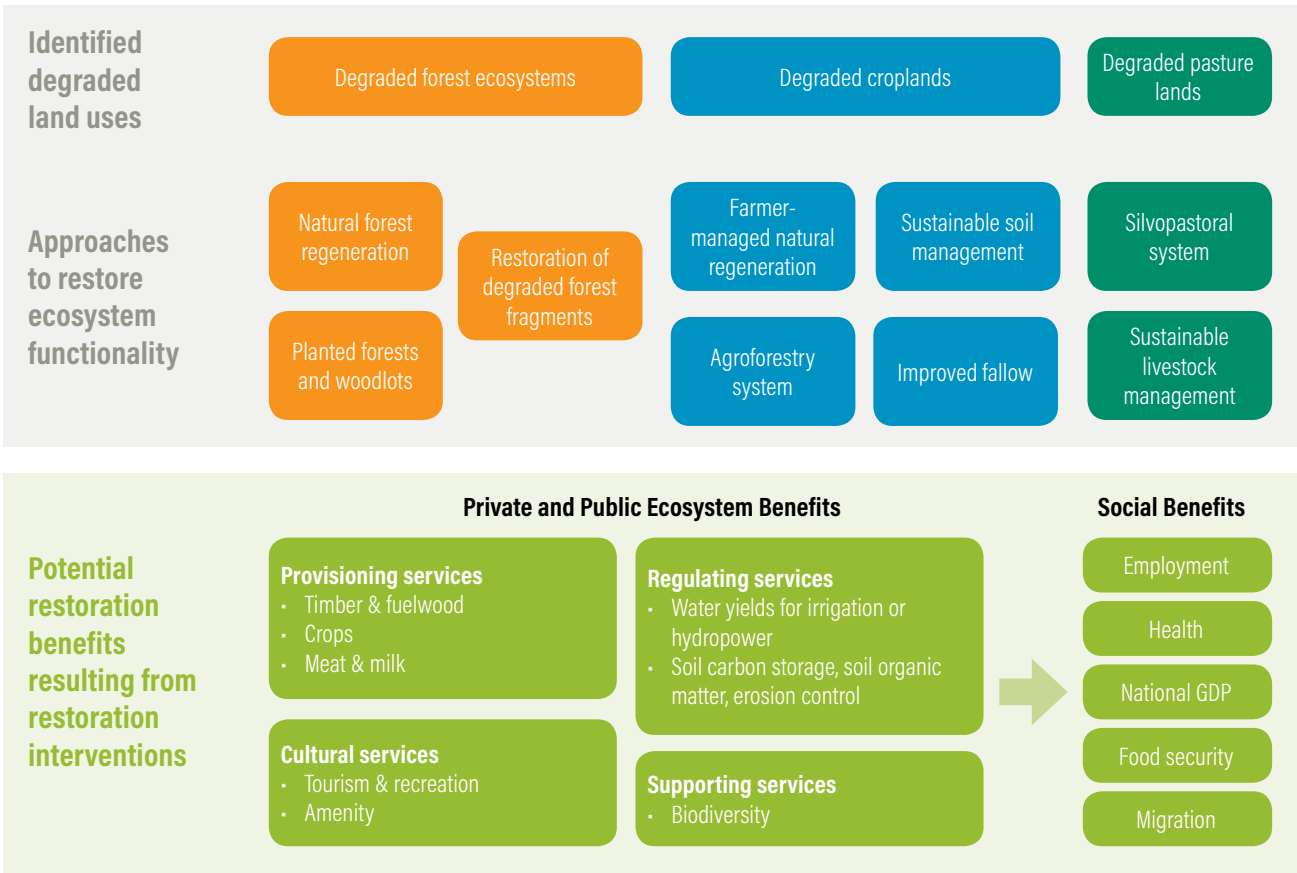 Identified
degraded
land uses
Degraded forest ecosystems
Degraded croplands
Degraded pasture
lands
Approaches
to restore
ecosystem
functionality
Natural forest
regeneration
Planted forests
and woodlots
Restoration of
degraded forest
fragments
Farmer-
managed natural
regeneration
Sustainable soil
management
Agroforestry
system
Improved fallow
Silvopastoral
system
Sustainable
livestock
management
Potential
restoration
benefits
resulting from
restoration
interventions
Private and Public Ecosystem Benefits
Provisioning services
· Timber & fuelwood
· Crops
· Meat & milk
Regulating services
· Water yields for irrigation or
hydropower
· Soil carbon storage, soil organic
matter, erosion control
Cultural services
· Tourism & recreation
· Amenity
Supporting services
· Biodiversity
Social Benefits
Employment
Health
National GDP
Food security
Migration